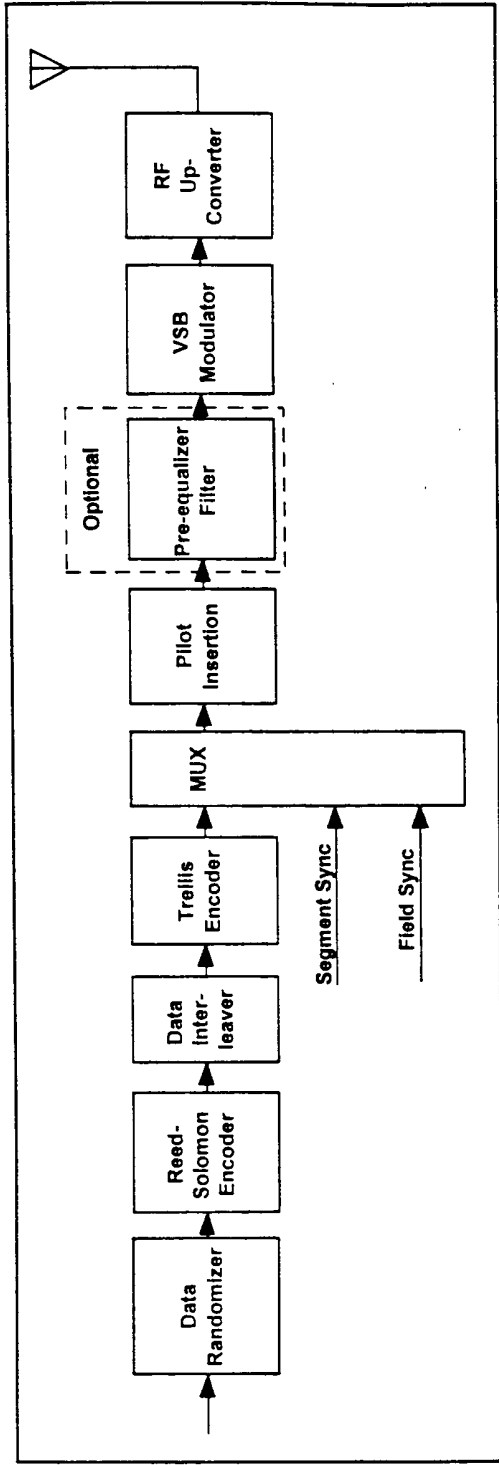 Data
Randomizer
Reed-
Solomon
Encoder
Data
Inter-
leaver
Trellis
Encoder
MUX
Segment Sync
Field Sync
Pilot
Insertion
Optional
Pre-equalizer
Filter
VSB
Modulator
RF
Up-
Converter